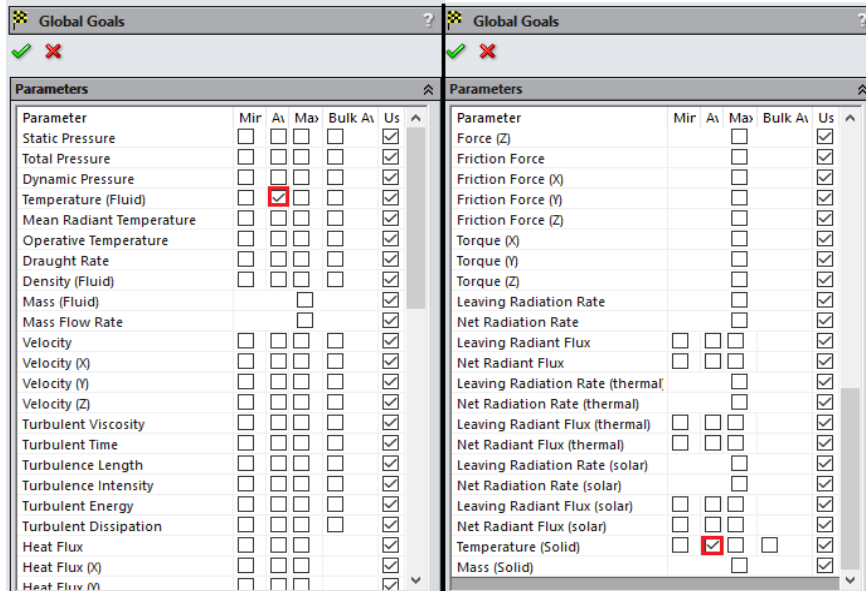 Global Goals
?
Parameters
Parameter Min Av Max Bulk Av Us
Static Pressure
Total Pressure
Dynamic Pressure
Temperature (Fluid)
Mean Radiant Temperature
Operative Temperature
Draught Rate
Density (Fluid)
Mass (Fluid)
Mass Flow Rate
Velocity
Velocity (X)
Velocity (Y)
Velocity (Z)
Turbulent Viscosity
Turbulent Time
Turbulence Length
Turbulence Intensity
Turbulent Energy
Turbulent Dissipation
Heat Flux
Heat Flux (X)
Heat Flux (Y)
Global Goals
?
Parameters
Parameter Min Av Max Bulk Av Us
Force (Z)
Friction Force
Friction Force (X)
Friction Force (Y)
Friction Force (Z)
Torque (X)
Torque (Y)
Torque (Z)
Leaving Radiation Rate
Net Radiation Rate
Leaving Radiant Flux
Net Radiant Flux
Leaving Radiation Rate (thermal
Net Radiation Rate (thermal)
Leaving Radiant Flux (thermal)
Net Radiant Flux (thermal)
Leaving Radiation Rate (solar)
Net Radiation Rate (solar)
Leaving Radiant Flux (solar)
Net Radiant Flux (solar)
Temperature (Solid)
Mass (Solid)